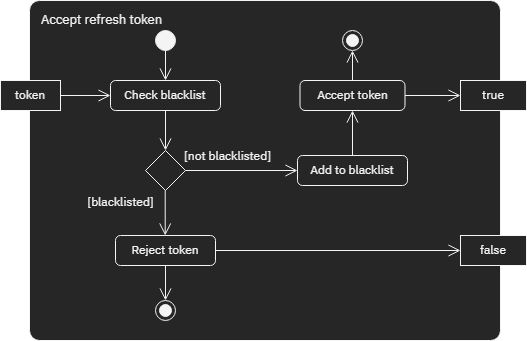 Accept refresh token
token
Check blacklist
Accept token
true
[not blacklisted]
Add to blacklist
[blacklisted]
Reject token
false